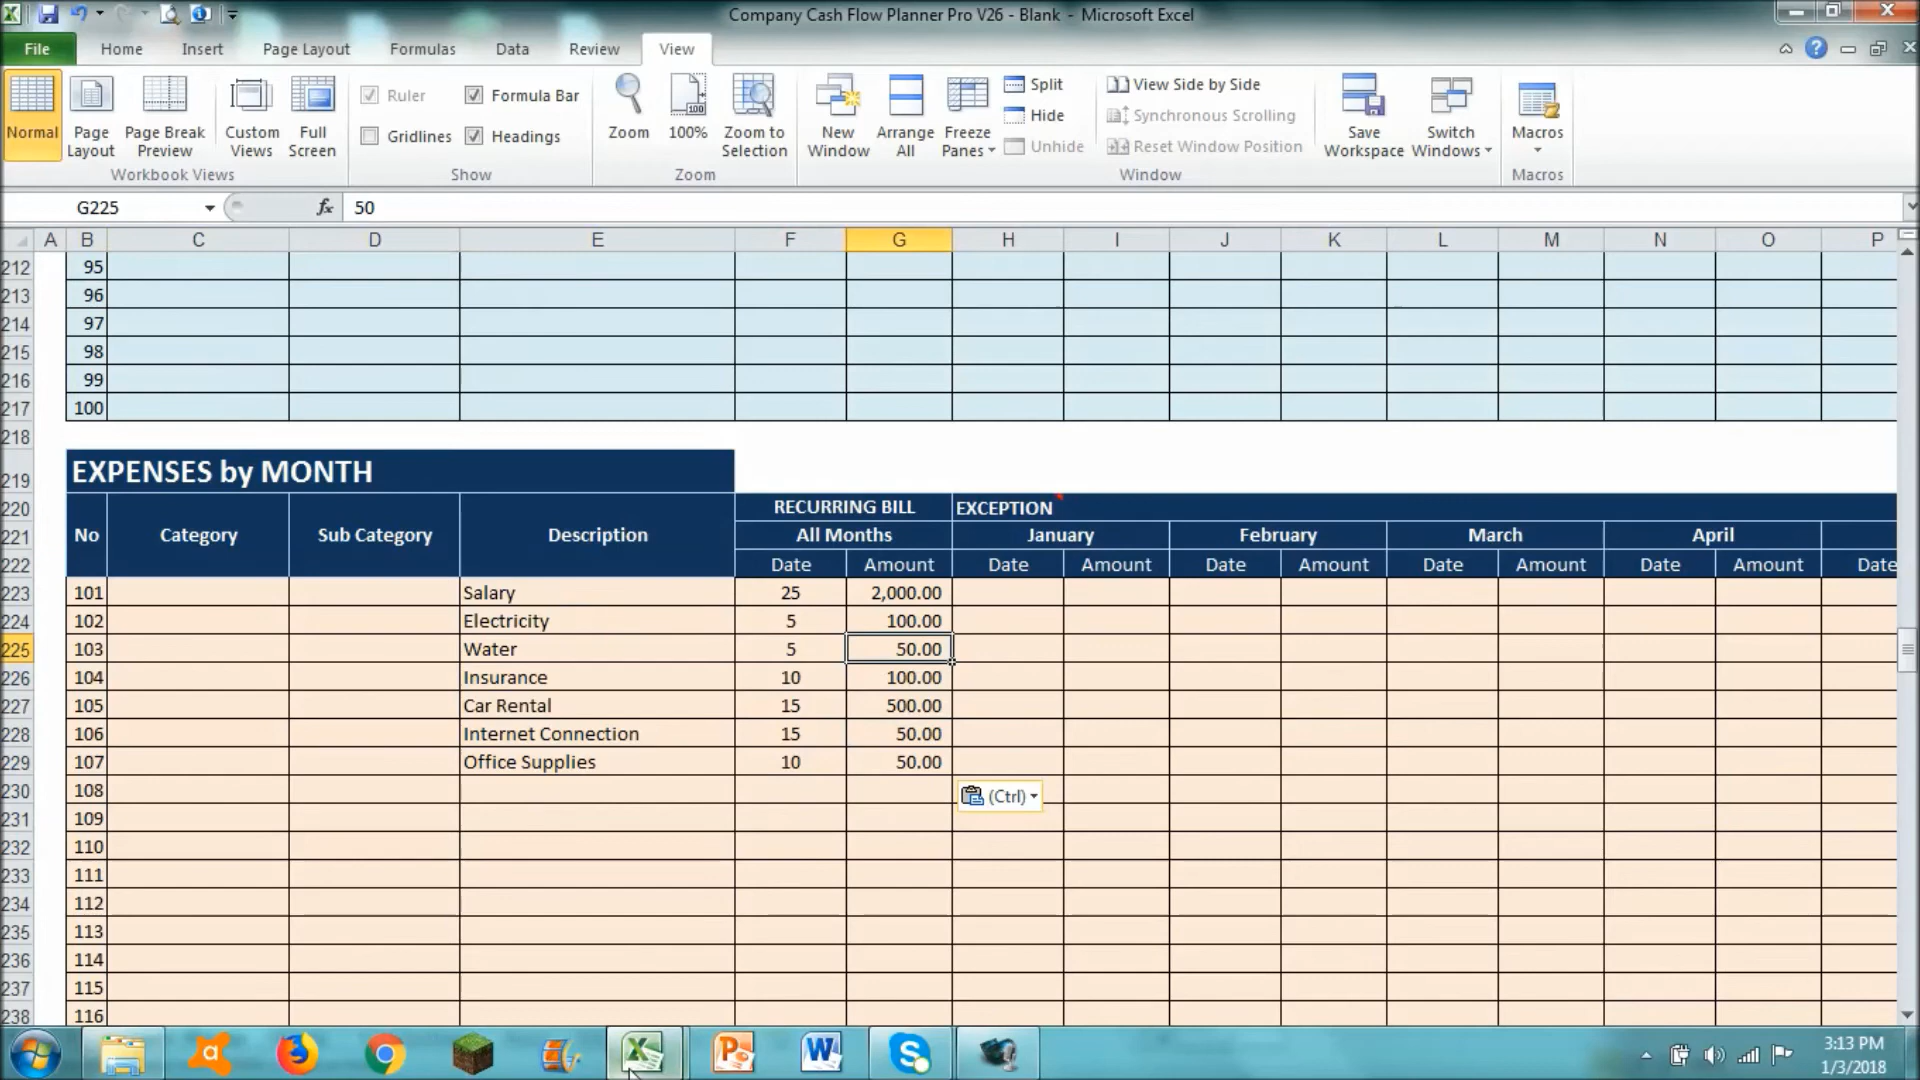 Company Cash Flow Planner Pro V26 - Blank - Microsoft Excel
File Home Insert Page Layout Formulas Data Review View
Normal Page Layout Page Break Preview Custom Views Full Screen
Workbook Views
Ruler Formula Bar
Gridlines Headings
Show
Zoom 100% Zoom to Selection
Zoom
New Window Arrange All Freeze Panes
Split
Hide
Unhide
View Side by Side
Synchronous Scrolling
Reset Window Position
Window
Save Workspace Switch Windows
Macros
Macros
G225 fx 50
A B C D E F G H I J K L M N O P
212 95
213 96
214 97
215 98
216 99
217 100
218
219 EXPENSES by MONTH
220 RECURRING BILL EXCEPTION
221 No Category Sub Category Description All Months January February March April
222 Date Amount Date Amount Date Amount Date Amount Date Amount Date
223 101 Salary 25 2,000.00
224 102 Electricity 5 100.00
225 103 Water 5 50.00
226 104 Insurance 10 100.00
227 105 Car Rental 15 500.00
228 106 Internet Connection 15 50.00
229 107 Office Supplies 10 50.00
230 108 (Ctrl)
231 109
232 110
233 111
234 112
235 113
236 114
237 115
238 116
3:13 PM
1/3/2018